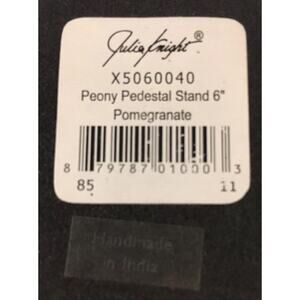 Julia Knight®
X5060040
Peony Pedestal Stand 6"
Pomegranate
8 79787 01000 3
85 11
Handmade
in India